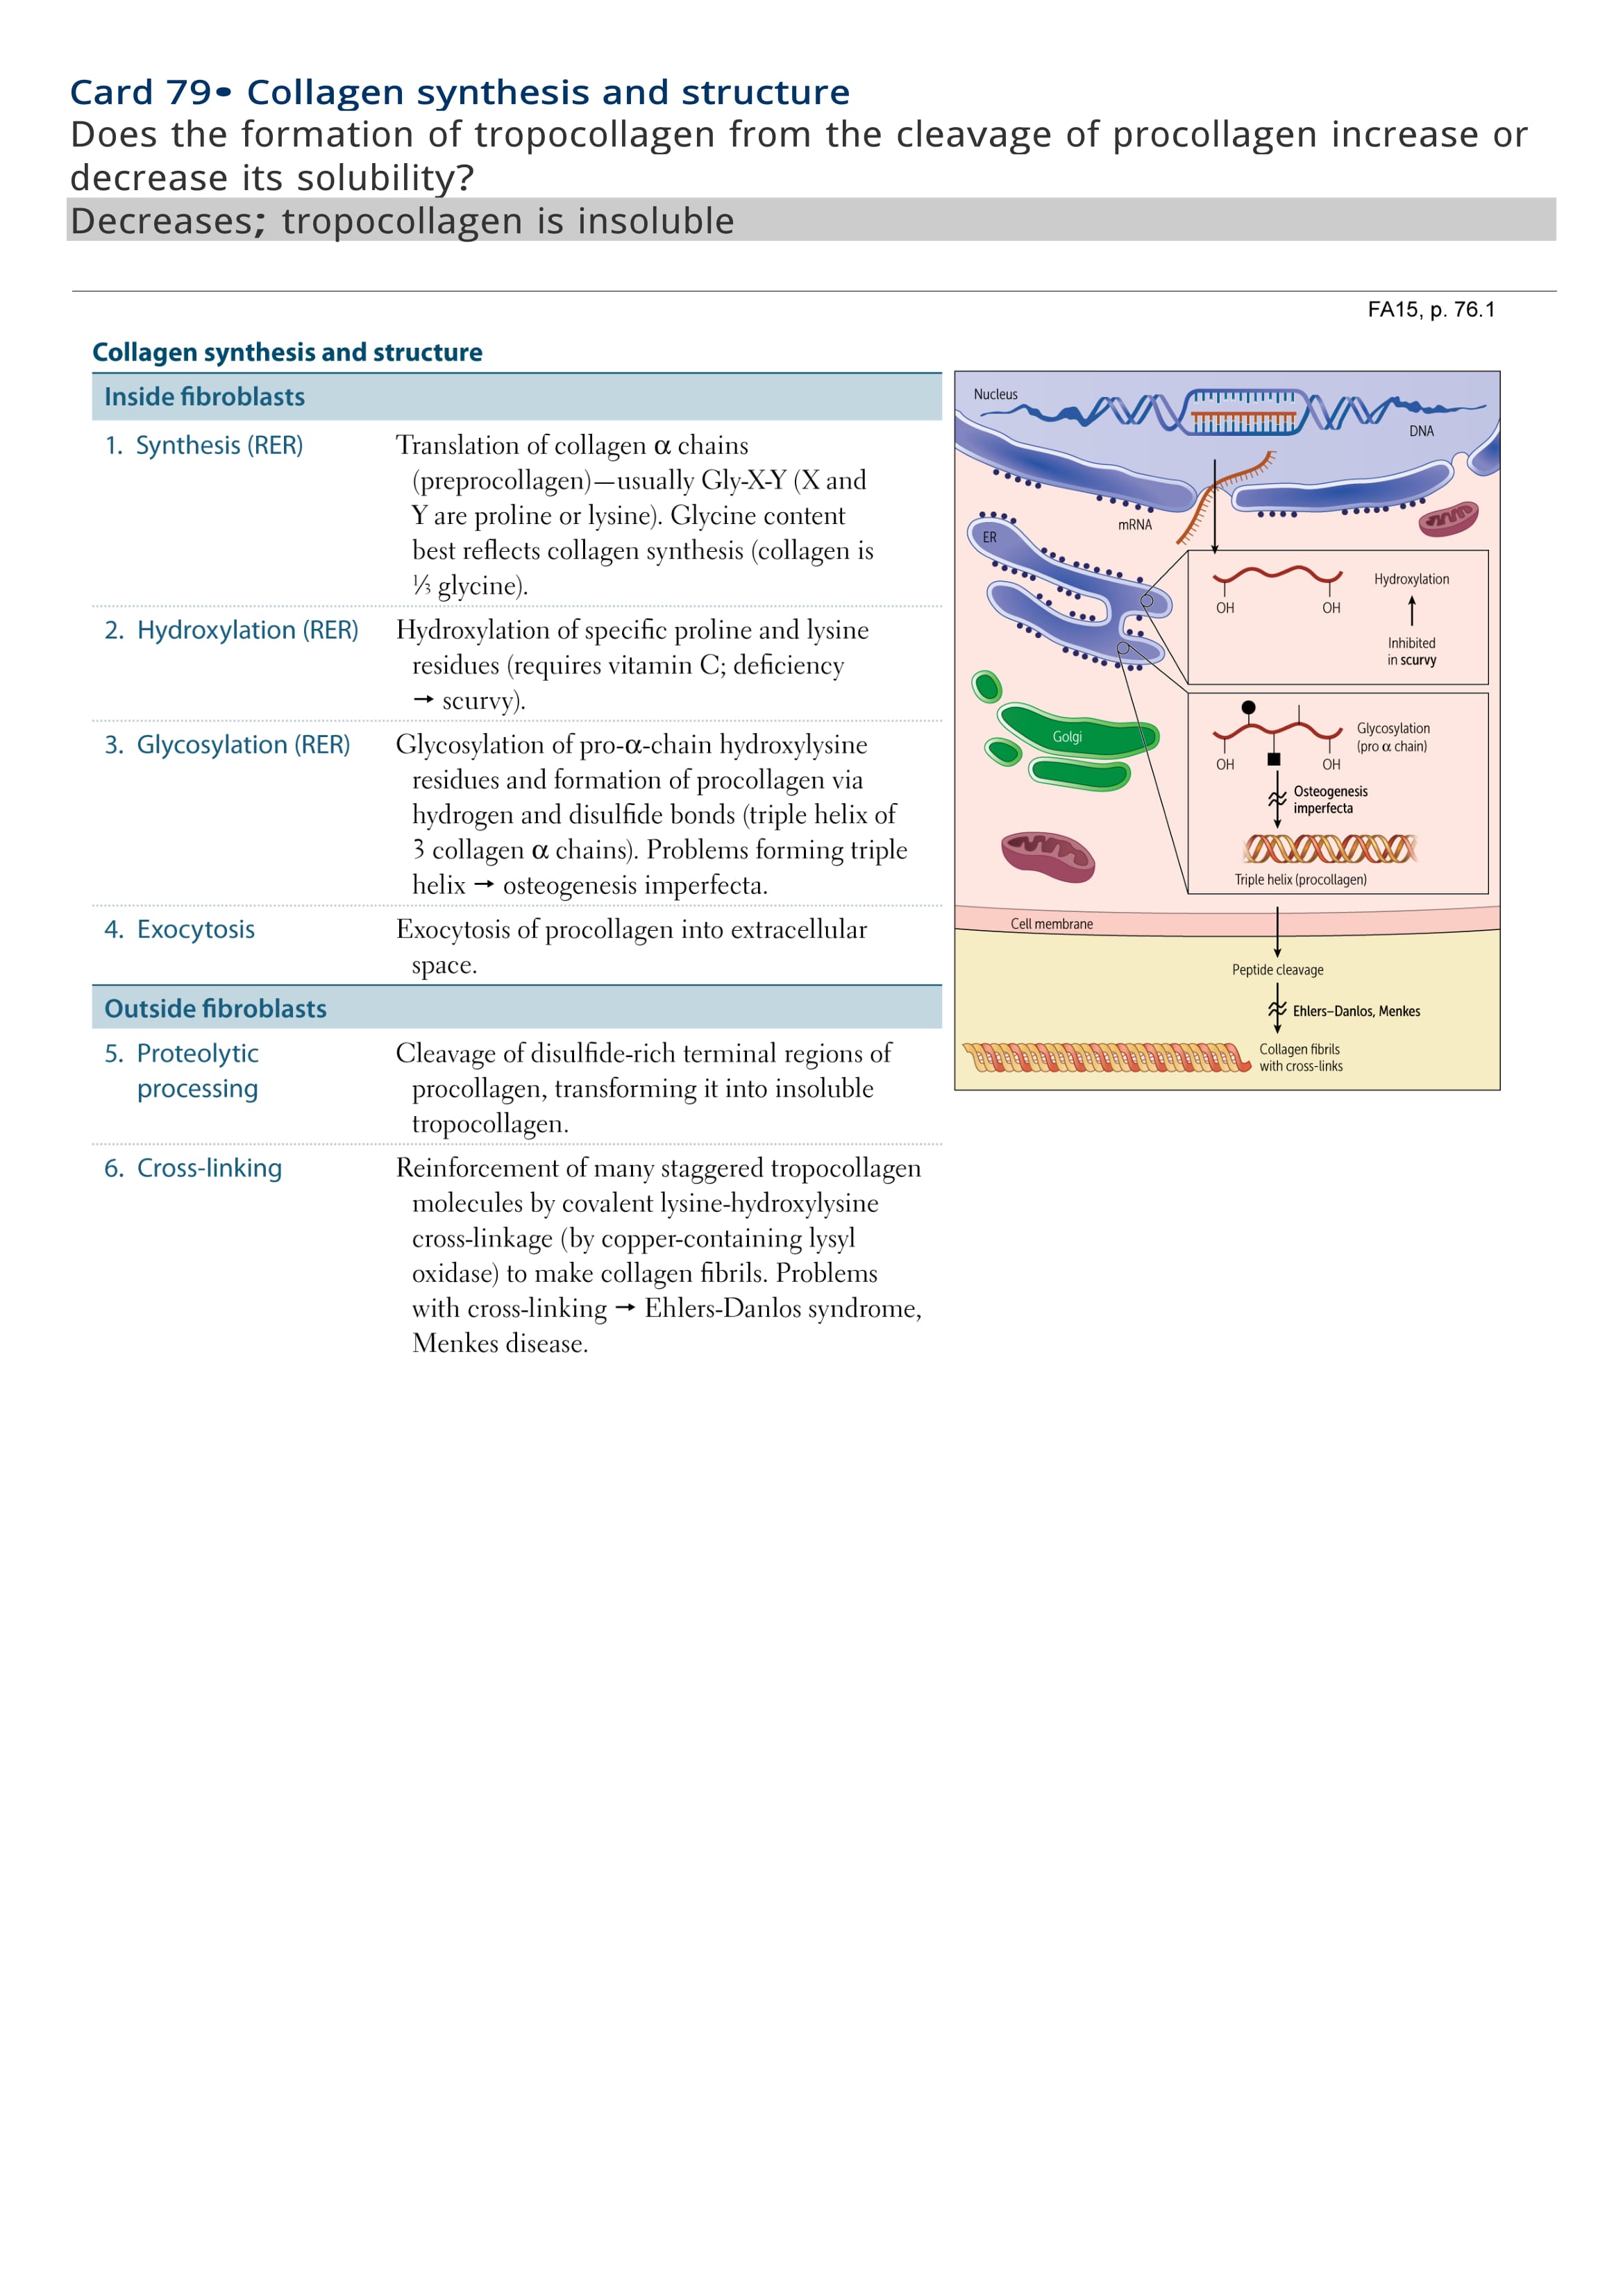 Card 79• Collagen synthesis and structure
Does the formation of tropocollagen from the cleavage of procollagen increase or
decrease its solubility?
Decreases; tropocollagen is insoluble
FA15, p. 76.1
Collagen synthesis and structure
Inside fibroblasts
1. Synthesis (RER)
Translation of collagen α chains
(preprocollagen)—usually Gly-X-Y (X and
Y are proline or lysine). Glycine content
best reflects collagen synthesis (collagen is
⅓ glycine).
2. Hydroxylation (RER)
Hydroxylation of specific proline and lysine
residues (requires vitamin C; deficiency
→ scurvy).
3. Glycosylation (RER)
Glycosylation of pro-α-chain hydroxylysine
residues and formation of procollagen via
hydrogen and disulfide bonds (triple helix of
3 collagen α chains). Problems forming triple
helix → osteogenesis imperfecta.
4. Exocytosis
Exocytosis of procollagen into extracellular
space.
Outside fibroblasts
5. Proteolytic
processing
Cleavage of disulfide-rich terminal regions of
procollagen, transforming it into insoluble
tropocollagen.
6. Cross-linking
Reinforcement of many staggered tropocollagen
molecules by covalent lysine-hydroxylysine
cross-linkage (by copper-containing lysyl
oxidase) to make collagen fibrils. Problems
with cross-linking → Ehlers-Danlos syndrome,
Menkes disease.
Nucleus
DNA
mRNA
ER
Hydroxylation
OH OH
Inhibited
in scurvy
Golgi
Glycosylation
(pro α chain)
OH OH
Osteogenesis
imperfecta
Triple helix (procollagen)
Cell membrane
Peptide cleavage
Ehlers–Danlos, Menkes
Collagen fibrils
with cross-links